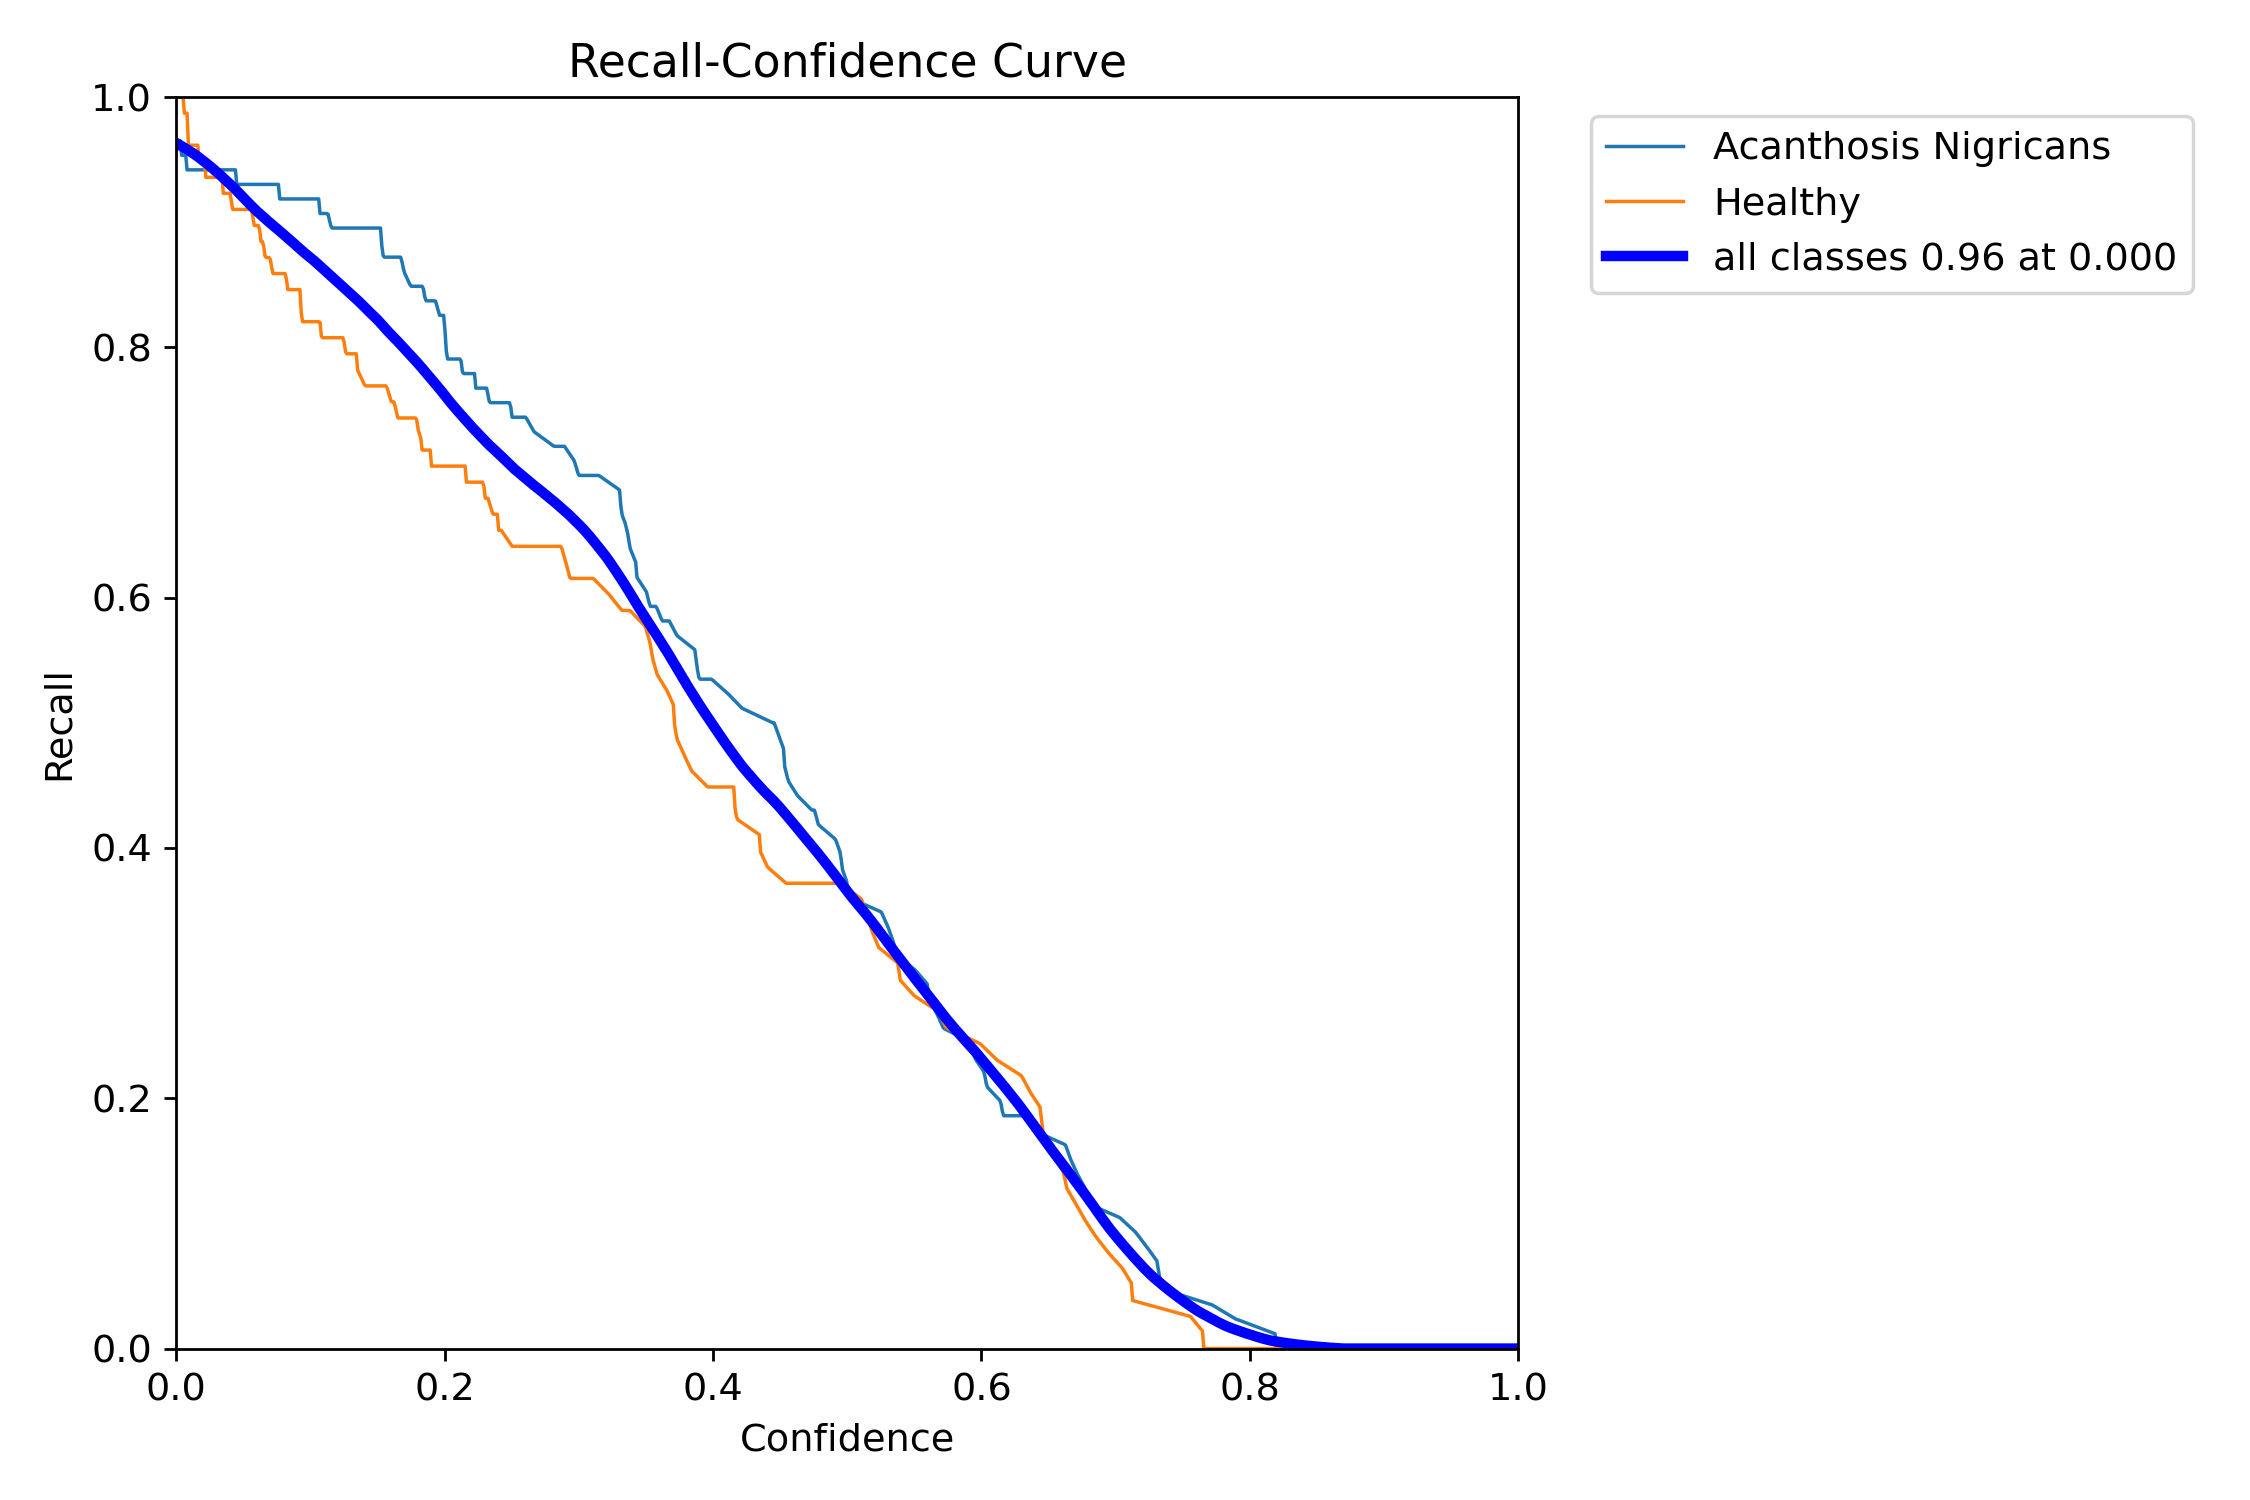 Recall-Confidence Curve
1.0
0.8
0.6
0.4
0.2
0.0
Recall
0.0 0.2 0.4 0.6 0.8 1.0
Confidence
Acanthosis Nigricans
Healthy
all classes 0.96 at 0.000